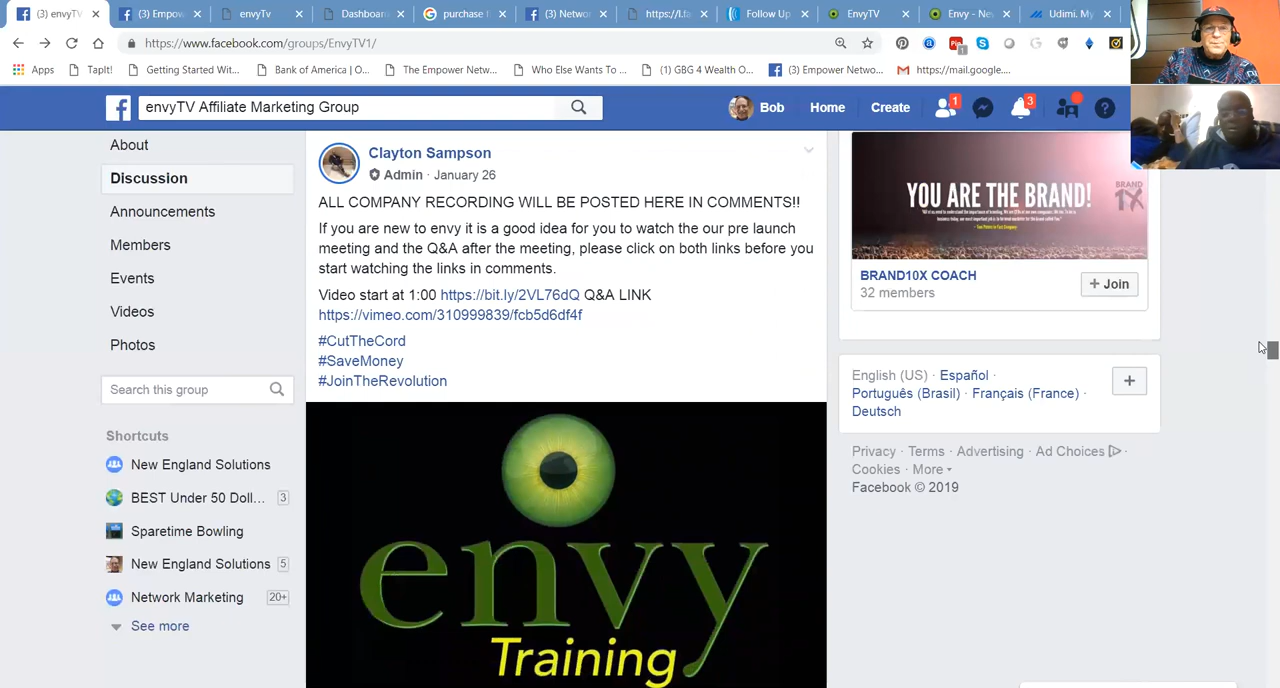 (3) envyTV
(3) Empow
envyTv
Dashboar
purchase
(3) Netwo
https://l.fa
Follow Up
EnvyTV
Envy - Nev
Udimi. My
https://www.facebook.com/groups/EnvyTV1/
Apps
TapIt!
Getting Started Wit...
Bank of America | O...
The Empower Netw...
Who Else Wants To ...
(1) GBG 4 Wealth O...
(3) Empower Netwo...
https://mail.google....
envyTV Affiliate Marketing Group
Bob
Home
Create
1
3
About
Discussion
Announcements
Members
Events
Videos
Photos
Search this group
Shortcuts
New England Solutions
BEST Under 50 Doll... 3
Sparetime Bowling
New England Solutions 5
Network Marketing 20+
See more
Clayton Sampson
Admin · January 26
ALL COMPANY RECORDING WILL BE POSTED HERE IN COMMENTS!!
If you are new to envy it is a good idea for you to watch the our pre launch
meeting and the Q&A after the meeting, please click on both links before you
start watching the links in comments.
Video start at 1:00 https://bit.ly/2VL76dQ Q&A LINK
https://vimeo.com/310999839/fcb5d6df4f
#CutTheCord
#SaveMoney
#JoinTheRevolution
envy
Training
YOU ARE THE BRAND!
BRAND
1X
BRAND10X COACH
32 members
+ Join
English (US) · Español ·
Português (Brasil) · Français (France) ·
Deutsch
Privacy · Terms · Advertising · Ad Choices ·
Cookies · More
Facebook © 2019